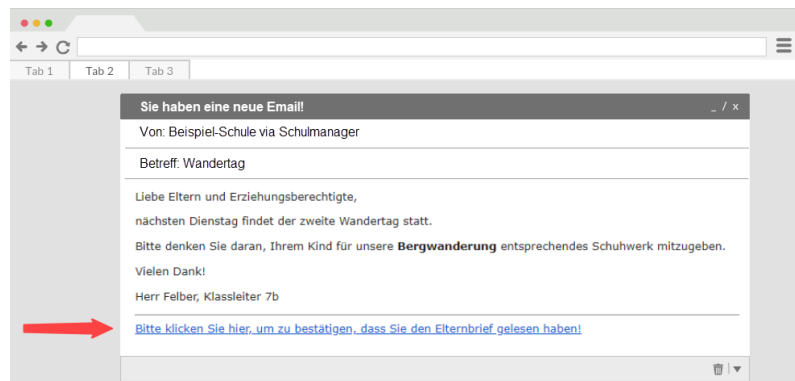 Tab 1 Tab 2 Tab 3
Sie haben eine neue Email! _ / x
Von: Beispiel-Schule via Schulmanager
Betreff: Wandertag
Liebe Eltern und Erziehungsberechtigte,
nächsten Dienstag findet der zweite Wandertag statt.
Bitte denken Sie daran, Ihrem Kind für unsere Bergwanderung entsprechendes Schuhwerk mitzugeben.
Vielen Dank!
Herr Felber, Klassleiter 7b
Bitte klicken Sie hier, um zu bestätigen, dass Sie den Elternbrief gelesen haben!